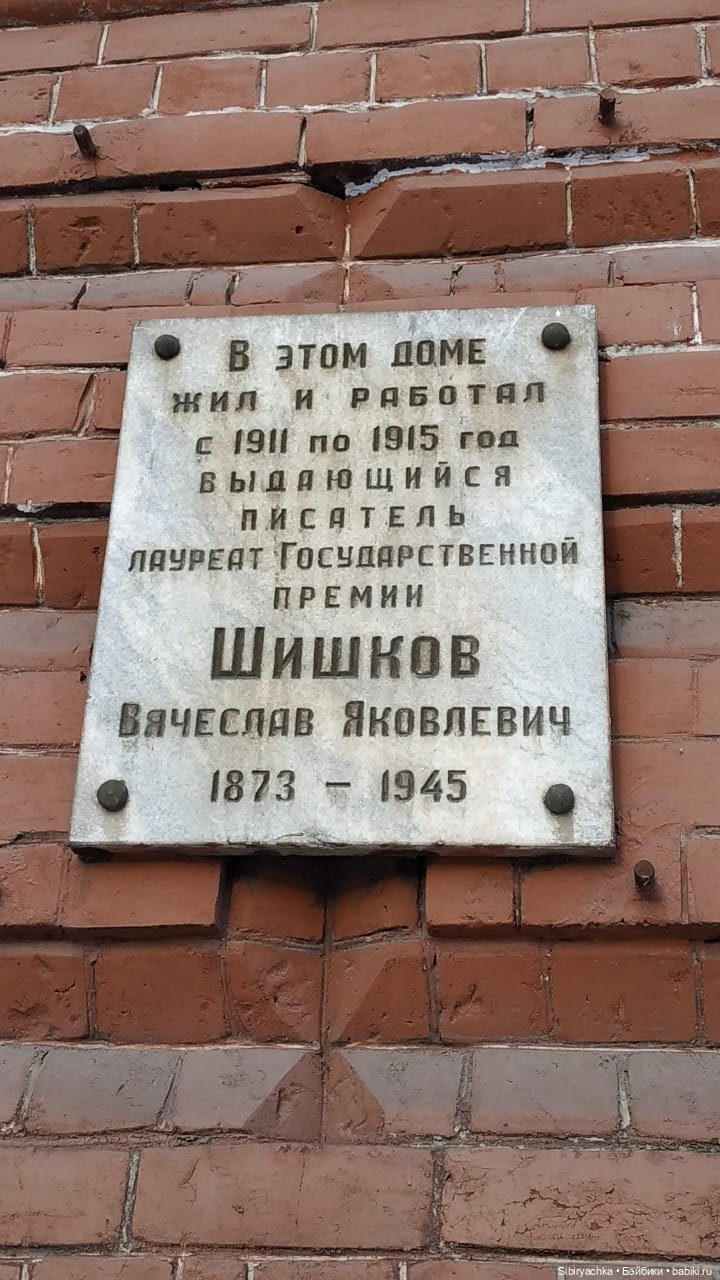 В ЭТОМ ДОМЕ
ЖИЛ И РАБОТАЛ
С 1911 ПО 1915 ГОД
ВЫДАЮЩИЙСЯ
ПИСАТЕЛЬ
ЛАУРЕАТ ГОСУДАРСТВЕННОЙ
ПРЕМИИ
ШИШКОВ
ВЯЧЕСЛАВ ЯКОВЛЕВИЧ
1873 – 1945
Sibiryachka • Бэйбики • babiki.ru